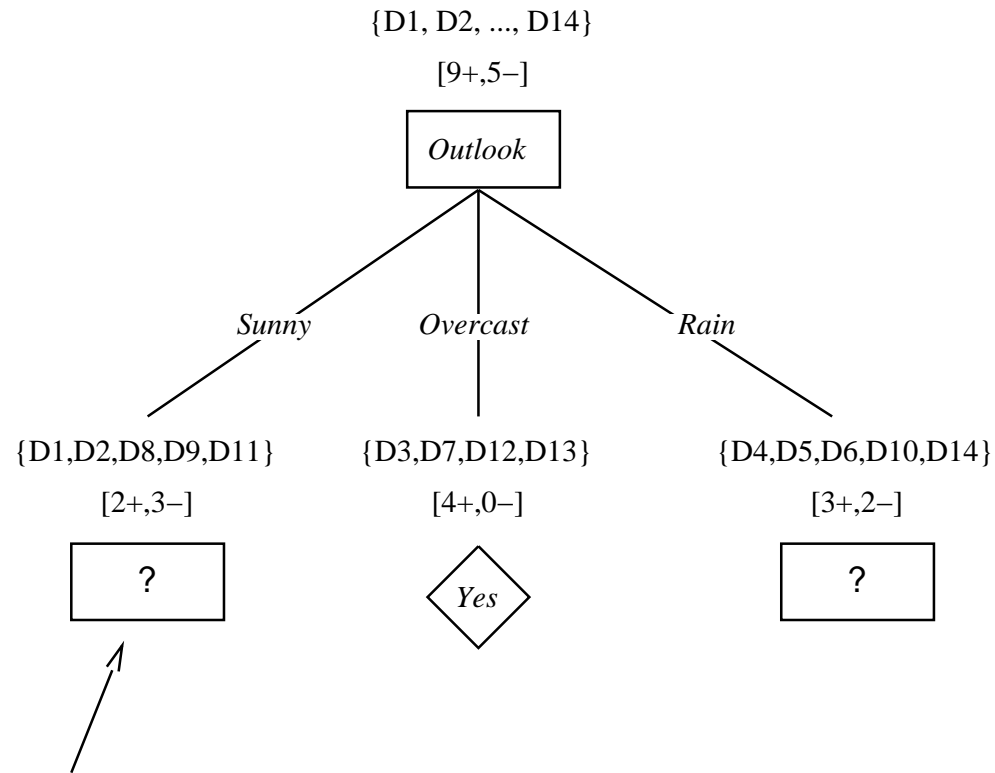 {D1, D2, ..., D14}
[9+,5−]
Outlook
Sunny Overcast Rain
{D1,D2,D8,D9,D11} {D3,D7,D12,D13} {D4,D5,D6,D10,D14}
[2+,3−] [4+,0−] [3+,2−]
? Yes ?